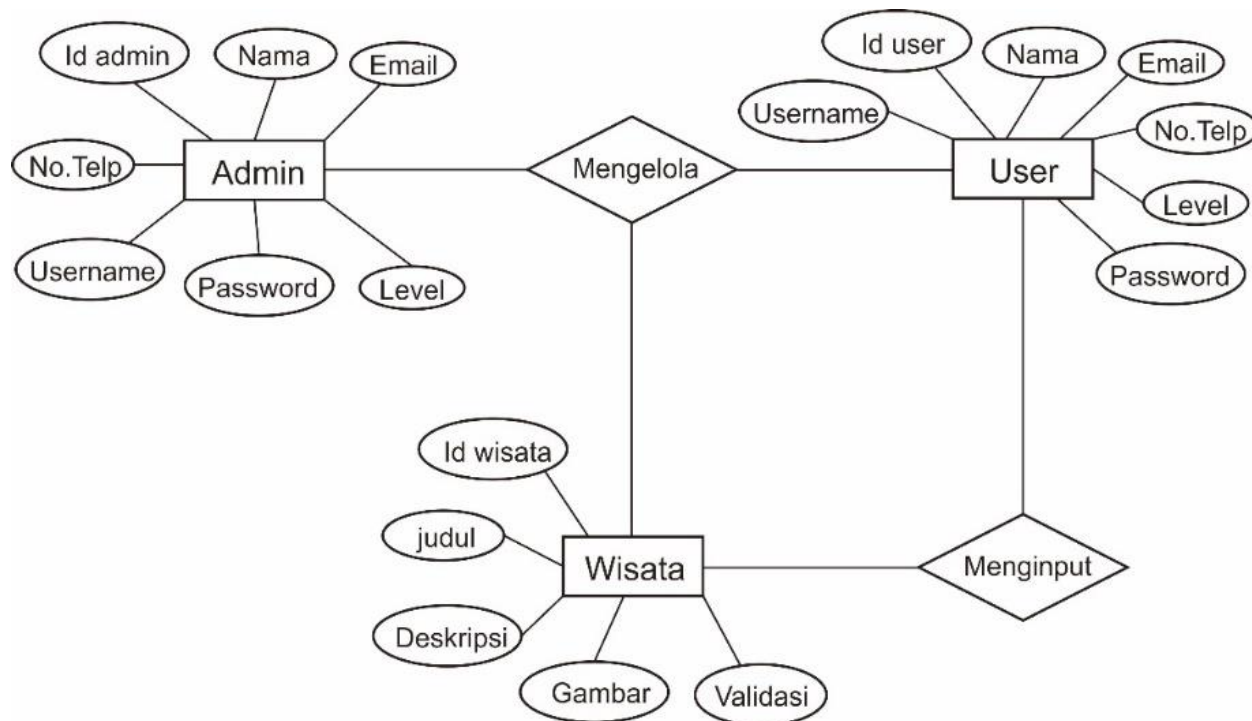 Id admin
Nama
Email
No.Telp
Admin
Username
Password
Level
Mengelola
Id user
Nama
Email
Username
No.Telp
User
Level
Password
Id wisata
judul
Wisata
Deskripsi
Gambar
Validasi
Menginput